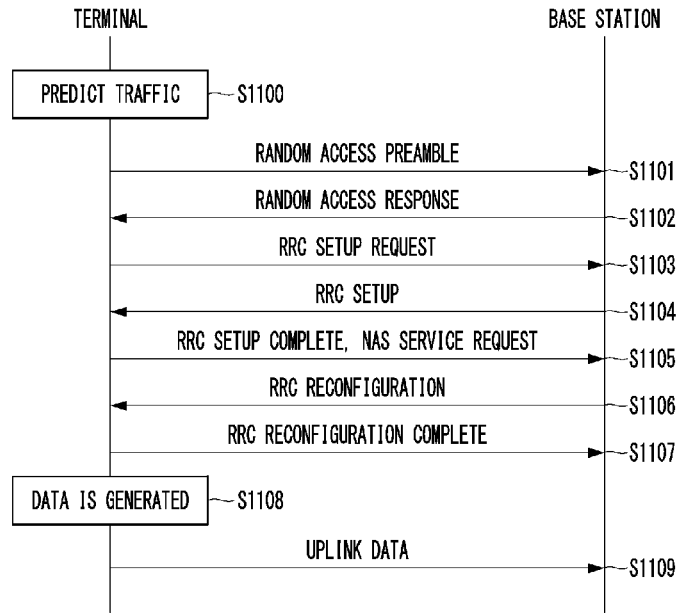 TERMINAL
BASE STATION
PREDICT TRAFFIC
S1100
RANDOM ACCESS PREAMBLE
S1101
RANDOM ACCESS RESPONSE
S1102
RRC SETUP REQUEST
S1103
RRC SETUP
S1104
RRC SETUP COMPLETE, NAS SERVICE REQUEST
S1105
RRC RECONFIGURATION
S1106
RRC RECONFIGURATION COMPLETE
S1107
DATA IS GENERATED
S1108
UPLINK DATA
S1109